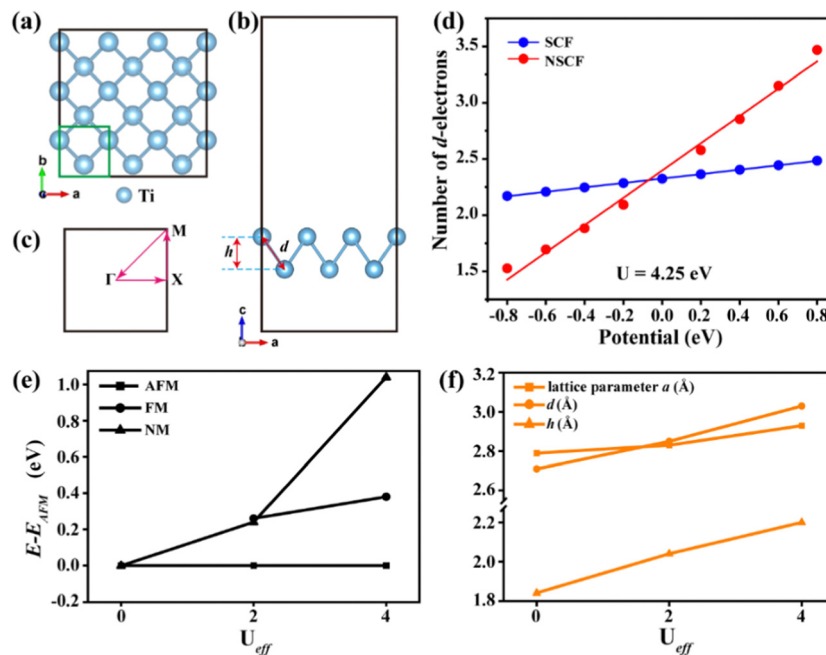 (a)
b
a
Ti
(b)
h
d
c
a
(c)
M
Γ
X
(d)
SCF
NSCF
Number of d-electrons
3.5
3.0
2.5
2.0
1.5
U = 4.25 eV
-0.8 -0.6 -0.4 -0.2 0.0 0.2 0.4 0.6 0.8
Potential (eV)
(e)
AFM
FM
NM
E-E_AFM (eV)
1.0
0.8
0.6
0.4
0.2
0.0
-0.2
0 2 4
U_eff
(f)
lattice parameter a (Å)
d (Å)
h (Å)
3.0
2.8
2.6
2.2
2.0
1.8
0 2 4
U_eff